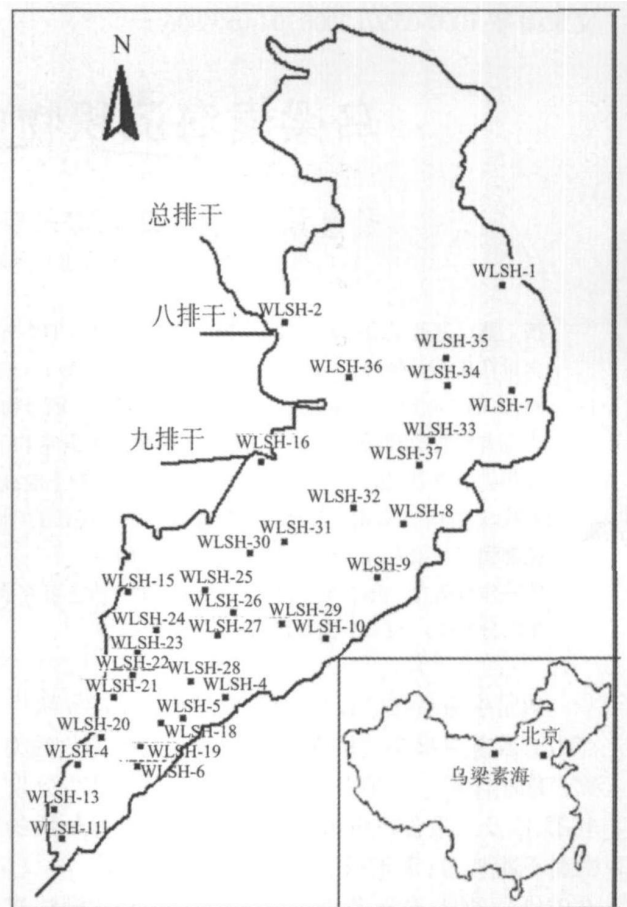 N
总排干
WLSH-1
WLSH-2
八排干
WLSH-35
WLSH-36
WLSH-34
WLSH-7
WLSH-33
九排干
WLSH-16
WLSH-37
WLSH-32
WLSH-8
WLSH-31
WLSH-30
WLSH-9
WLSH-15
WLSH-25
WLSH-26
WLSH-29
WLSH-24
WLSH-27
WLSH-10
WLSH-23
WLSH-22
WLSH-28
WLSH-21
WLSH-4
WLSH-5
WLSH-20
WLSH-18
WLSH-4
WLSH-19
WLSH-6
WLSH-13
WLSH-11
北京
乌梁素海